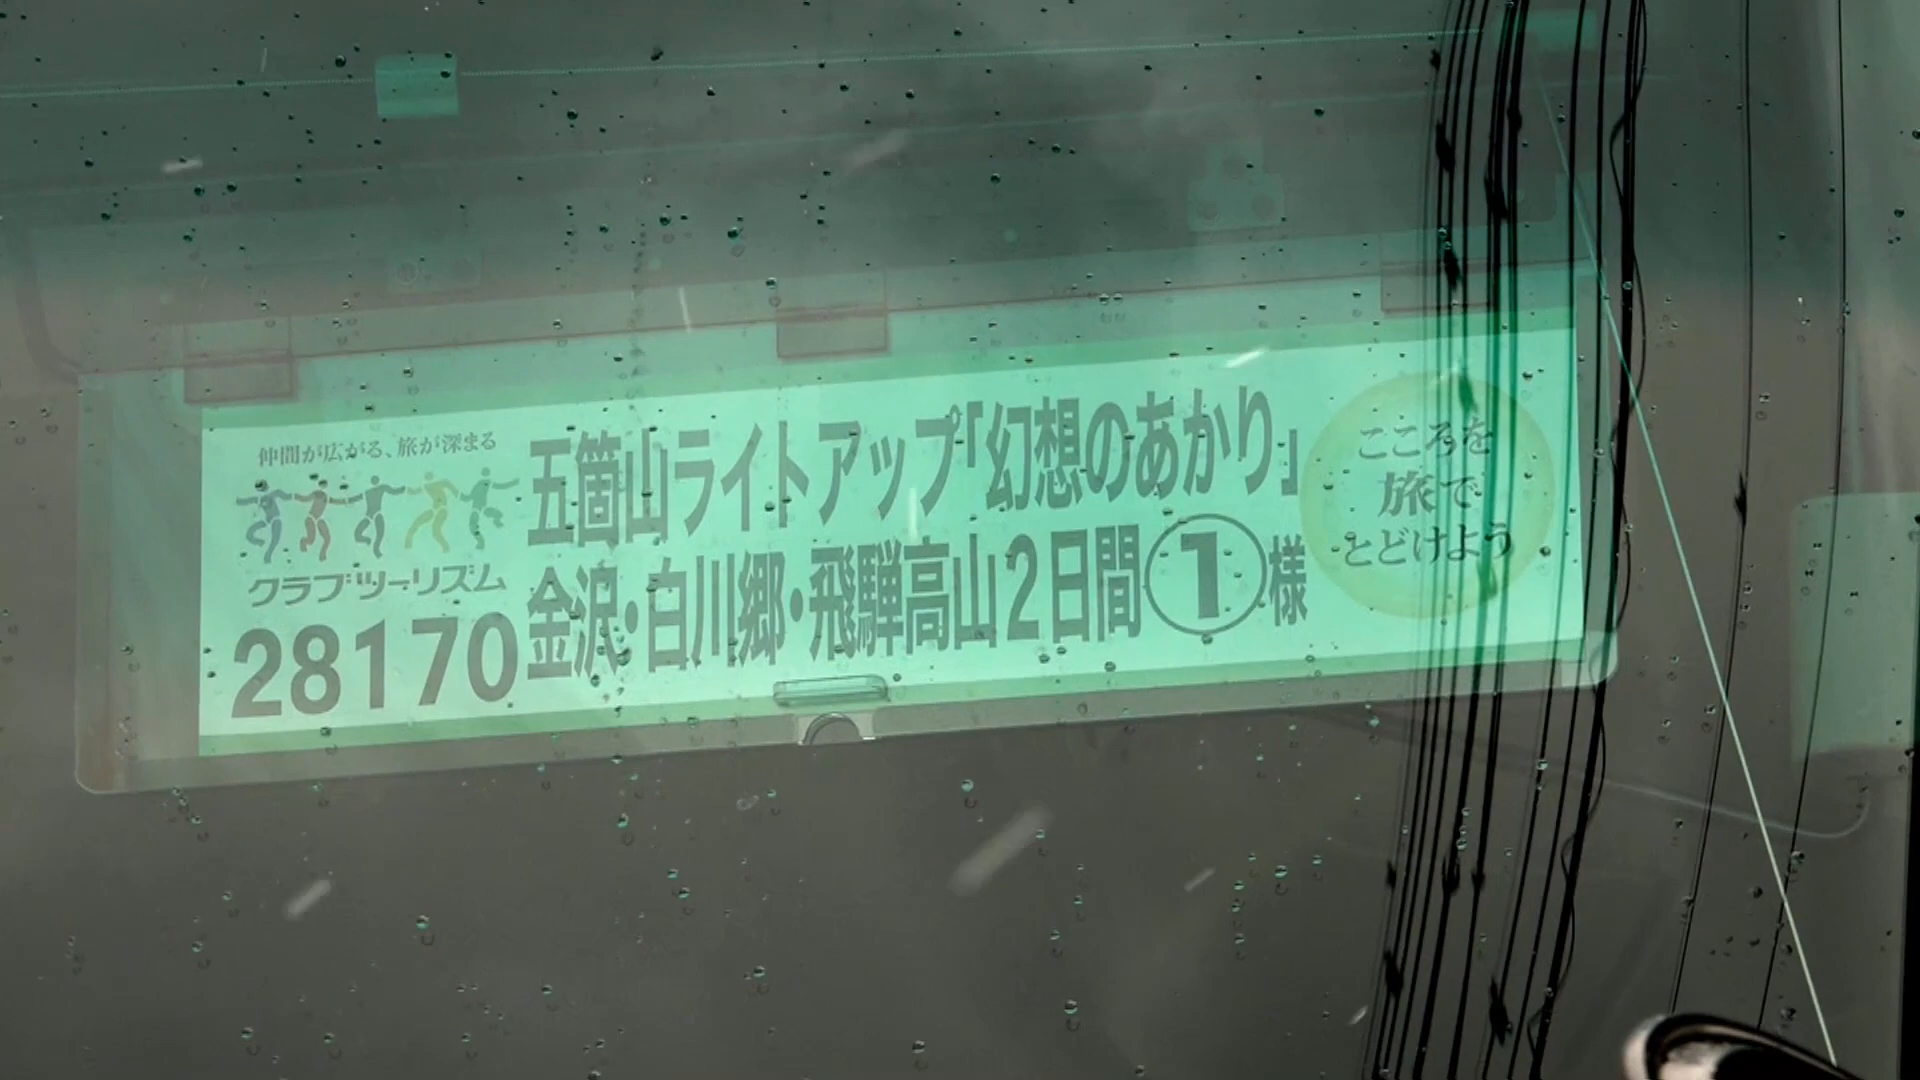 仲間が広がる、旅が深まる
クラブツーリズム
28170
五箇山ライトアップ「幻想のあかり」
金沢・白川郷・飛騨高山2日間①様
こころを
旅で
とどけよう